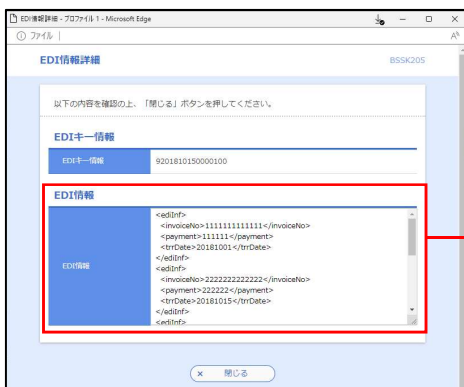 EDI情報詳細 - プロファイル 1 - Microsoft Edge
ファイル
EDI情報詳細
BSSK205
以下の内容を確認の上、「閉じる」ボタンを押してください。
EDIキー情報
EDIキー情報 9201810150000100
EDI情報
EDI情報
<ediInf>
<invoiceNo>1111111111111</invoiceNo>
<payment>111111</payment>
<trrDate>20181001</trrDate>
</ediInf>
<ediInf>
<invoiceNo>2222222222222</invoiceNo>
<payment>222222</payment>
<trrDate>20181015</trrDate>
</ediInf>
<ediInf>
× 閉じる